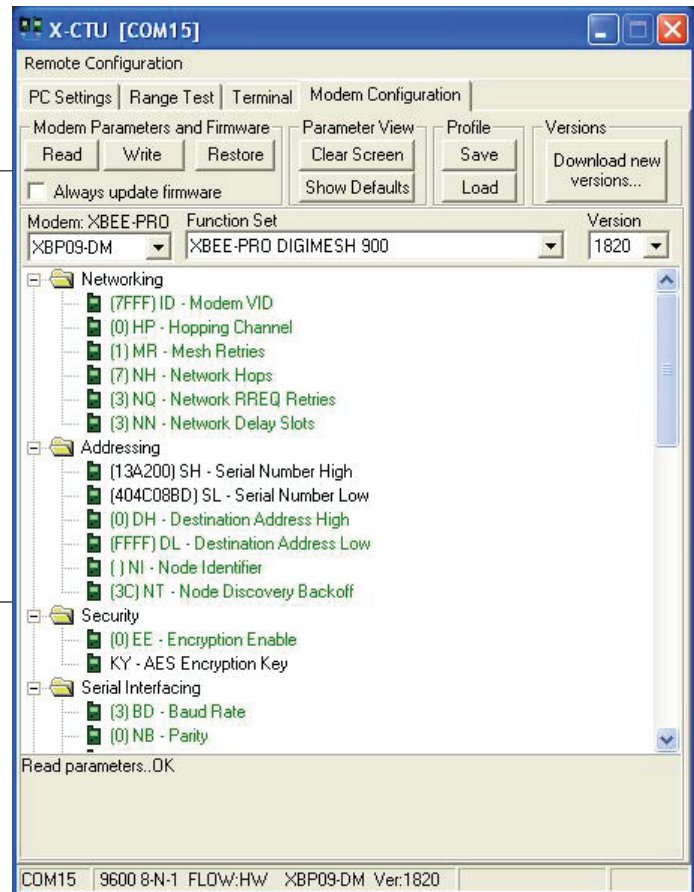 X-CTU [COM15]
Remote Configuration
PC Settings Range Test Terminal Modem Configuration
Modem Parameters and Firmware Parameter View Profile Versions
Read Write Restore Clear Screen Save Download new versions...
Always update firmware Show Defaults Load
Modem: XBEE-PRO Function Set Version
XBP09-DM XBEE-PRO DIGIMESH 900 1820
Networking
(7FFF) ID - Modem VID
(0) HP - Hopping Channel
(1) MR - Mesh Retries
(7) NH - Network Hops
(3) NQ - Network RREQ Retries
(3) NN - Network Delay Slots
Addressing
(13A200) SH - Serial Number High
(404C08BD) SL - Serial Number Low
(0) DH - Destination Address High
(FFFF) DL - Destination Address Low
( ) NI - Node Identifier
(3C) NT - Node Discovery Backoff
Security
(0) EE - Encryption Enable
KY - AES Encryption Key
Serial Interfacing
(3) BD - Baud Rate
(0) NB - Parity
Read parameters..OK
COM15 9600 8-N-1 FLOW:HW XBP09-DM Ver:1820